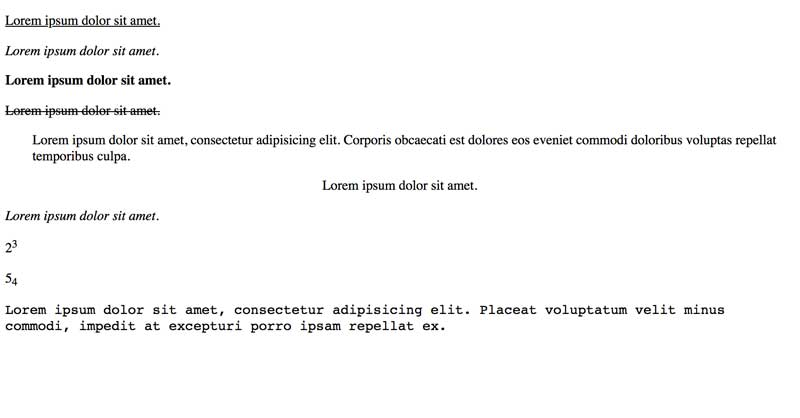 Lorem ipsum dolor sit amet.
Lorem ipsum dolor sit amet.
Lorem ipsum dolor sit amet.
Lorem ipsum dolor sit amet.
Lorem ipsum dolor sit amet, consectetur adipisicing elit. Corporis obcaecati est dolores eos eveniet commodi doloribus voluptas repellat
temporibus culpa.
Lorem ipsum dolor sit amet.
Lorem ipsum dolor sit amet.
2³
5₄
Lorem ipsum dolor sit amet, consectetur adipisicing elit. Placeat voluptatum velit minus
commodi, impedit at excepturi porro ipsam repellat ex.